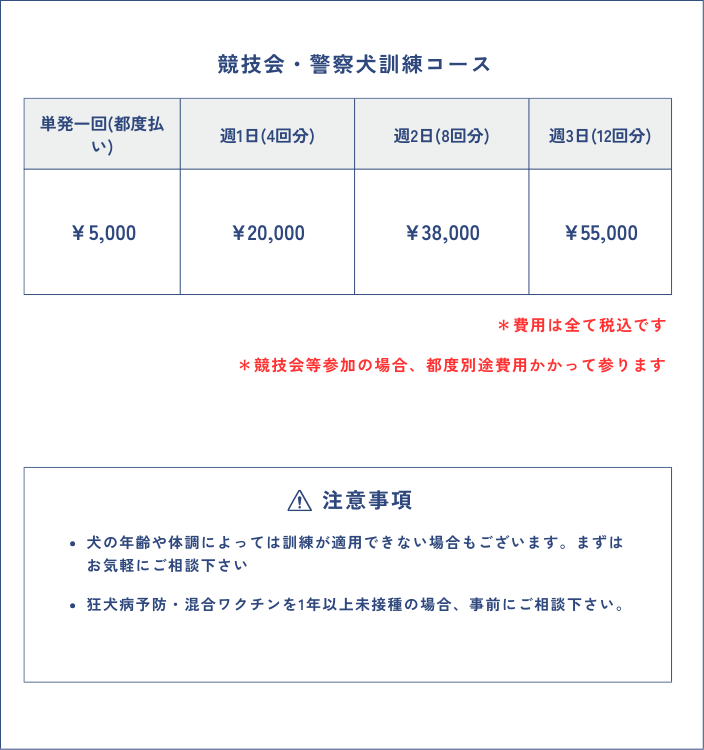 競技会・警察犬訓練コース
単発一回(都度払
い)
週1日(4回分)
週2日(8回分)
週3日(12回分)
￥5,000
￥20,000
￥38,000
￥55,000
＊費用は全て税込です
＊競技会等参加の場合、都度別途費用かかって参ります
注意事項
• 犬の年齢や体調によっては訓練が適用できない場合もございます。まずは
お気軽にご相談下さい
• 狂犬病予防・混合ワクチンを1年以上未接種の場合、事前にご相談下さい。